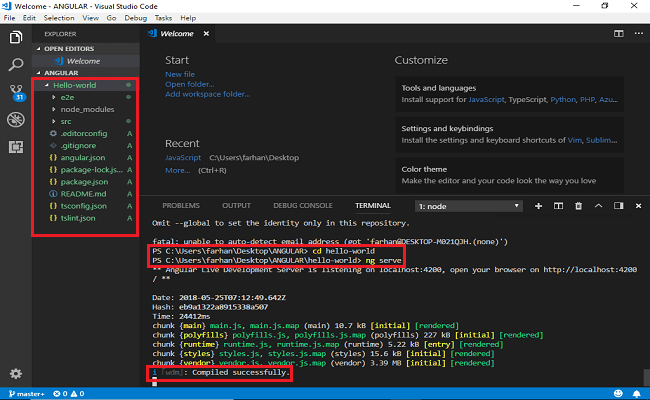 Welcome - ANGULAR - Visual Studio Code
File Edit Selection View Go Debug Tasks Help
EXPLORER
OPEN EDITORS
Welcome
ANGULAR
Hello-world
e2e
node_modules
src
.editorconfig A
.gitignore A
angular.json A
package-lock.js... A
package.json A
README.md A
tsconfig.json A
tslint.json A
31
Welcome
Start
New file
Open folder...
Add workspace folder...
Recent
JavaScript C:\Users\farhan\Desktop
More... (Ctrl+R)
Customize
Tools and languages
Install support for JavaScript, TypeScript, Python, PHP, Azu...
Settings and keybindings
Install the settings and keyboard shortcuts of Vim, Sublim...
Color theme
Make the editor and your code look the way you love
PROBLEMS OUTPUT DEBUG CONSOLE TERMINAL 1: node
Omit --global to set the identity only in this repository.
fatal: unable to auto-detect email address (got 'farhan@DESKTOP-M021QJH.(none)')
PS C:\Users\farhan\Desktop\ANGULAR> cd hello-world
PS C:\Users\farhan\Desktop\ANGULAR\hello-world> ng serve
** Angular Live Development Server is listening on localhost:4200, open your browser on http://localhost:4200
/ **
Date: 2018-05-25T07:12:49.642Z
Hash: eb9a1322a8915338a507
Time: 24412ms
chunk {main} main.js, main.js.map (main) 10.7 kB [initial] [rendered]
chunk {polyfills} polyfills.js, polyfills.js.map (polyfills) 227 kB [initial] [rendered]
chunk {runtime} runtime.js, runtime.js.map (runtime) 5.22 kB [entry] [rendered]
chunk {styles} styles.js, styles.js.map (styles) 15.6 kB [initial] [rendered]
chunk {vendor} vendor.js, vendor.js.map (vendor) 3.39 MB [initial] [rendered]
i ｢wdm｣: Compiled successfully.
master+ 0 0